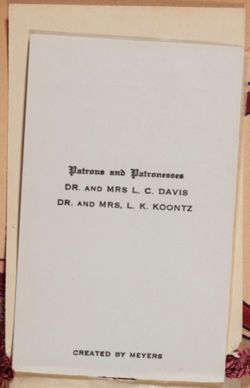 Patrons and Patronesses
DR. AND MRS L. C. DAVIS
DR. AND MRS, L. K. KOONTZ
CREATED BY MEYERS